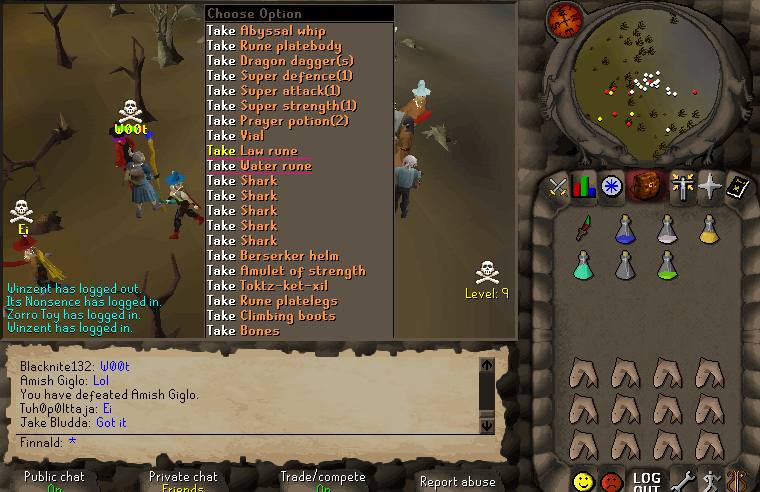 Choose Option
Take Abyssal whip
Take Rune platebody
Take Dragon dagger(s)
Take Super defence(1)
Take Super attack(1)
Take Super strength(1)
Take Prayer potion(2)
Take Vial
Take Law rune
Take Water rune
Take Shark
Take Shark
Take Shark
Take Shark
Take Shark
Take Berserker helm
Take Amulet of strength
Take Toktz-ket-xil
Take Rune platelegs
Take Climbing boots
Take Bones
W00t
Ei
Level: 9
Winzent has logged out.
Its Nonsence has logged in.
Zorro Toy has logged in.
Winzent has logged in.
Blacknite132: W00t
Amish Giglo: Lol
You have defeated Amish Giglo.
Tuh0p0lttaja: Ei
Jake Bludda: Got it
Finnald: *
Public chat
On
Private chat
Friends
Trade/compete
On
Report abuse
LOG
OUT